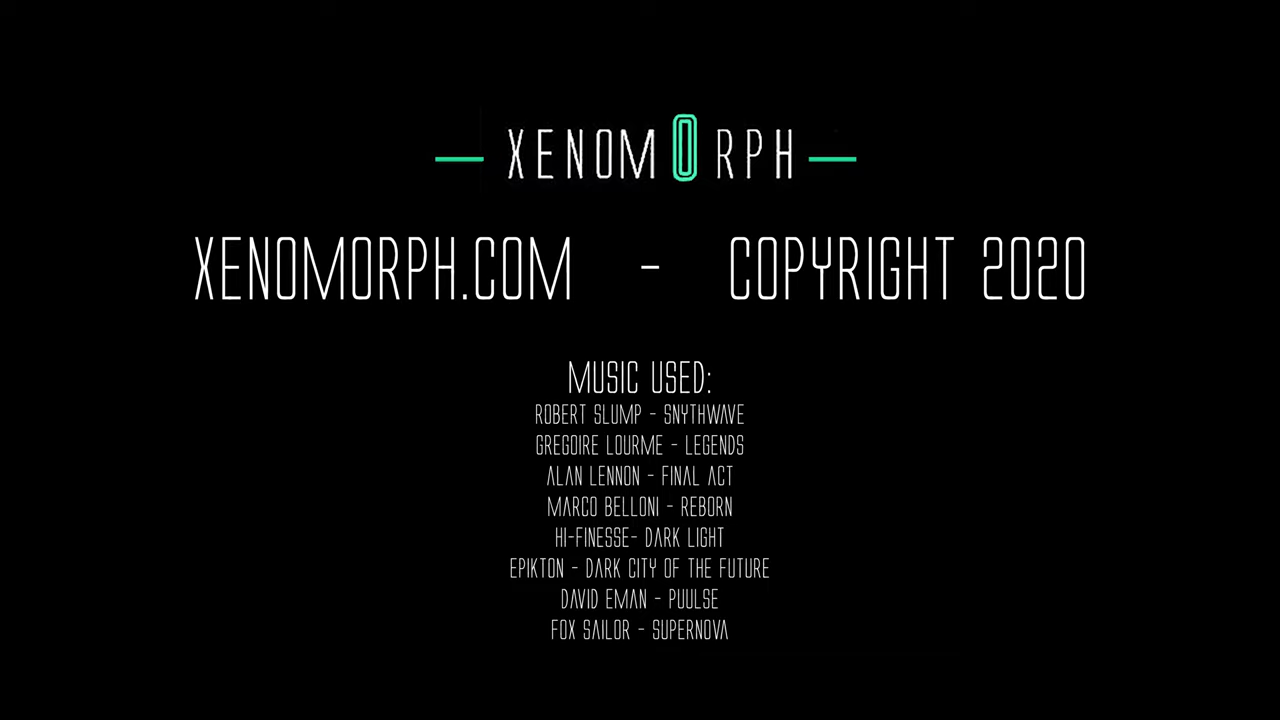 XENOMORPH
XENOMORPH.COM - COPYRIGHT 2020
MUSIC USED:
ROBERT SLUMP - SNYTHWAVE
GREGOIRE LOURME - LEGENDS
ALAN LENNON - FINAL ACT
MARCO BELLONI - REBORN
HI-FINESSE- DARK LIGHT
EPIKTON - DARK CITY OF THE FUTURE
DAVID EMAN - PUULSE
FOX SAILOR - SUPERNOVA